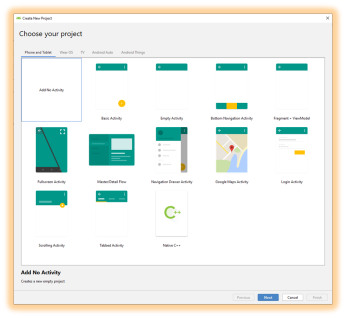 Create New Project
Choose your project
Phone and Tablet Wear OS TV Android Auto Android Things
Add No Activity
Basic Activity
Empty Activity
Bottom Navigation Activity
Fragment + ViewModel
Fullscreen Activity
Master/Detail Flow
Navigation Drawer Activity
Google Maps Activity
Login Activity
Scrolling Activity
Tabbed Activity
Native C++
C++
Add No Activity
Creates a new empty project
Previous Next Cancel Finish